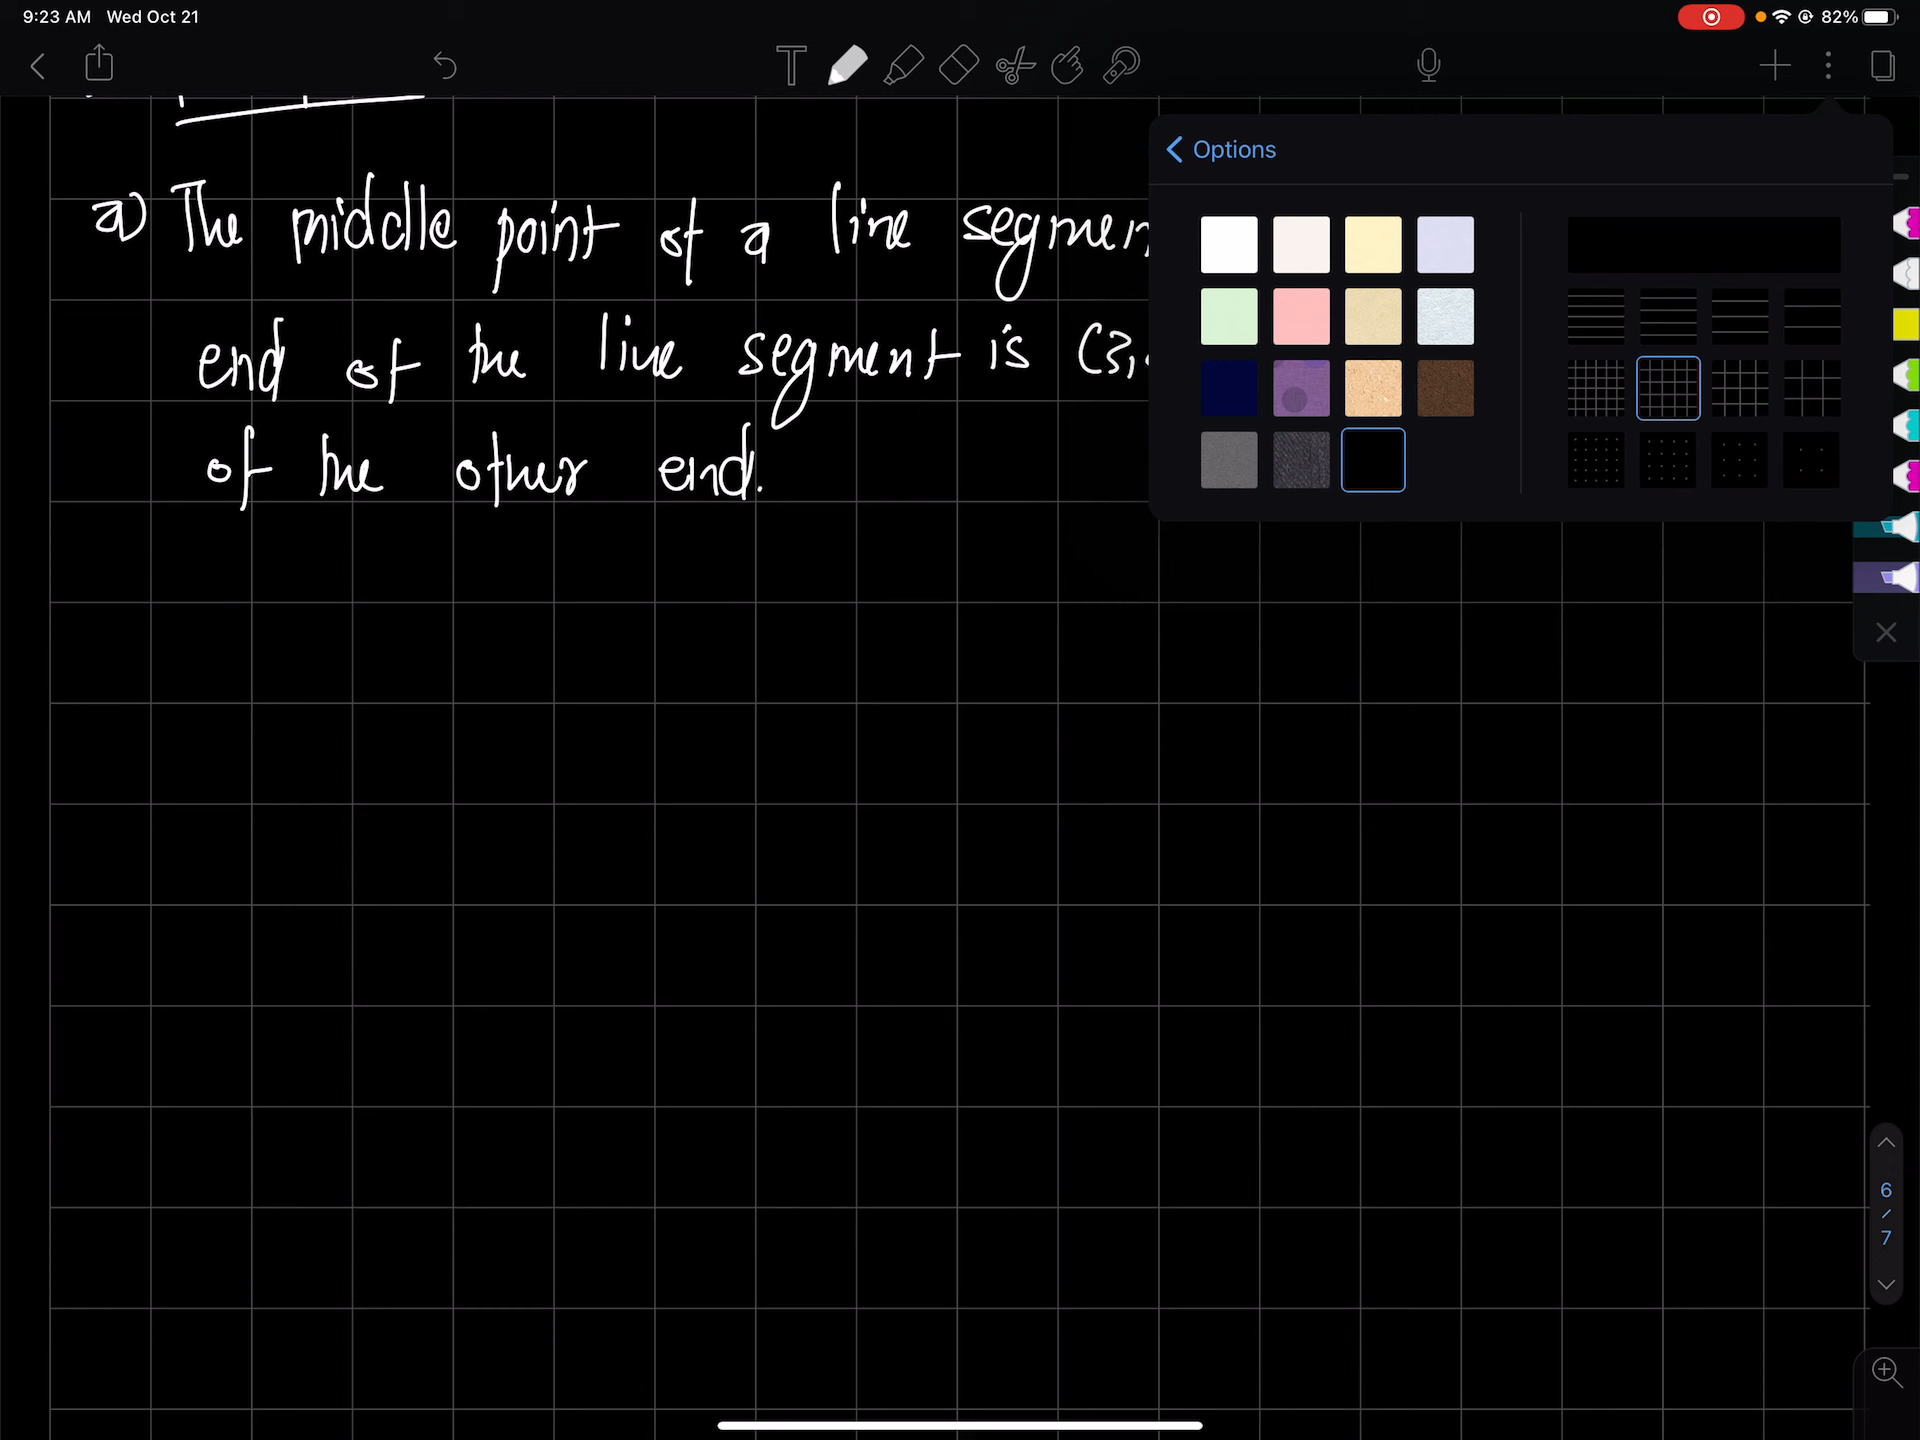 9:23 AM Wed Oct 21
82%
Options
a) The middle point of a line segmen
end of the line segment is (3,
of the other end.
6
/
7